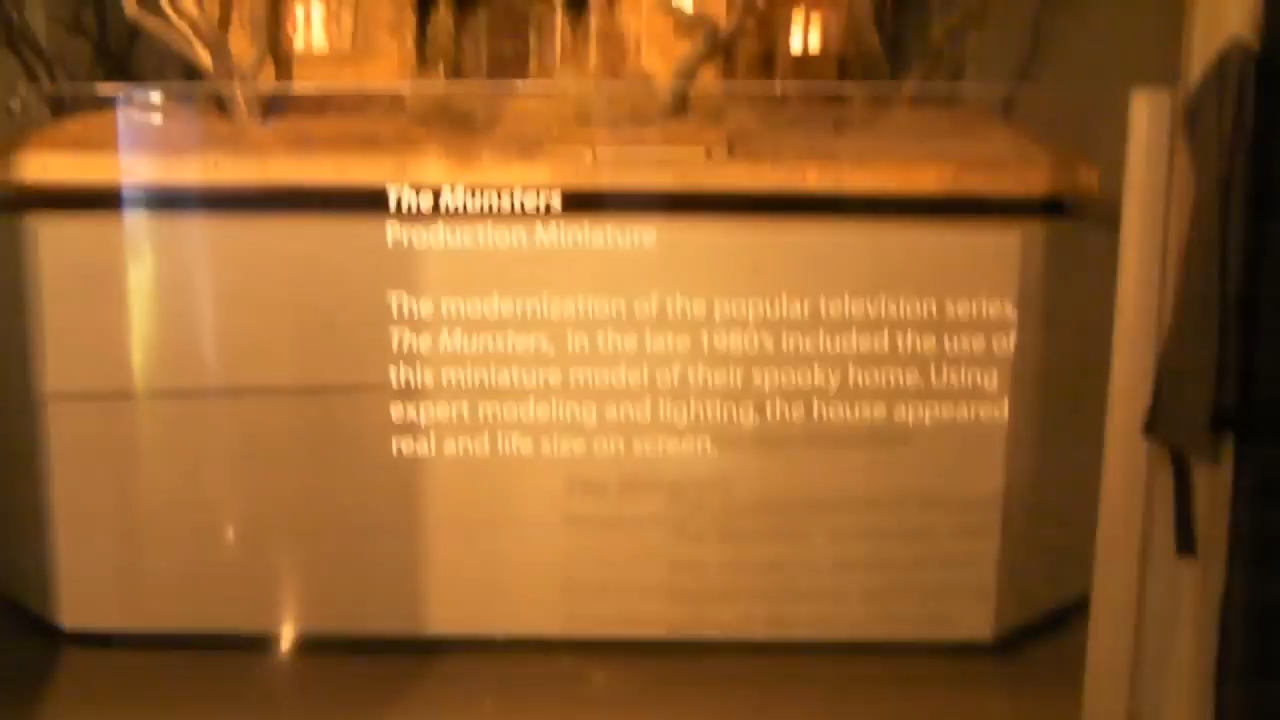 The Munsters
Production Miniature
The modernization of the popular television series,
The Munsters, in the late 1980's included the use of
this miniature model of their spooky home. Using
expert modeling and lighting, the house appeared
real and life size on screen.